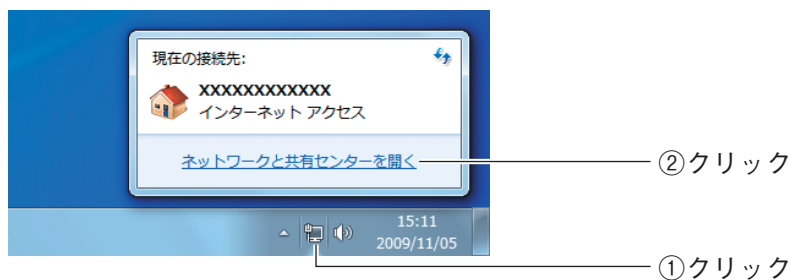 現在の接続先:
XXXXXXXXXXXX
インターネット アクセス
ネットワークと共有センターを開く
②クリック
15:11
2009/11/05
①クリック